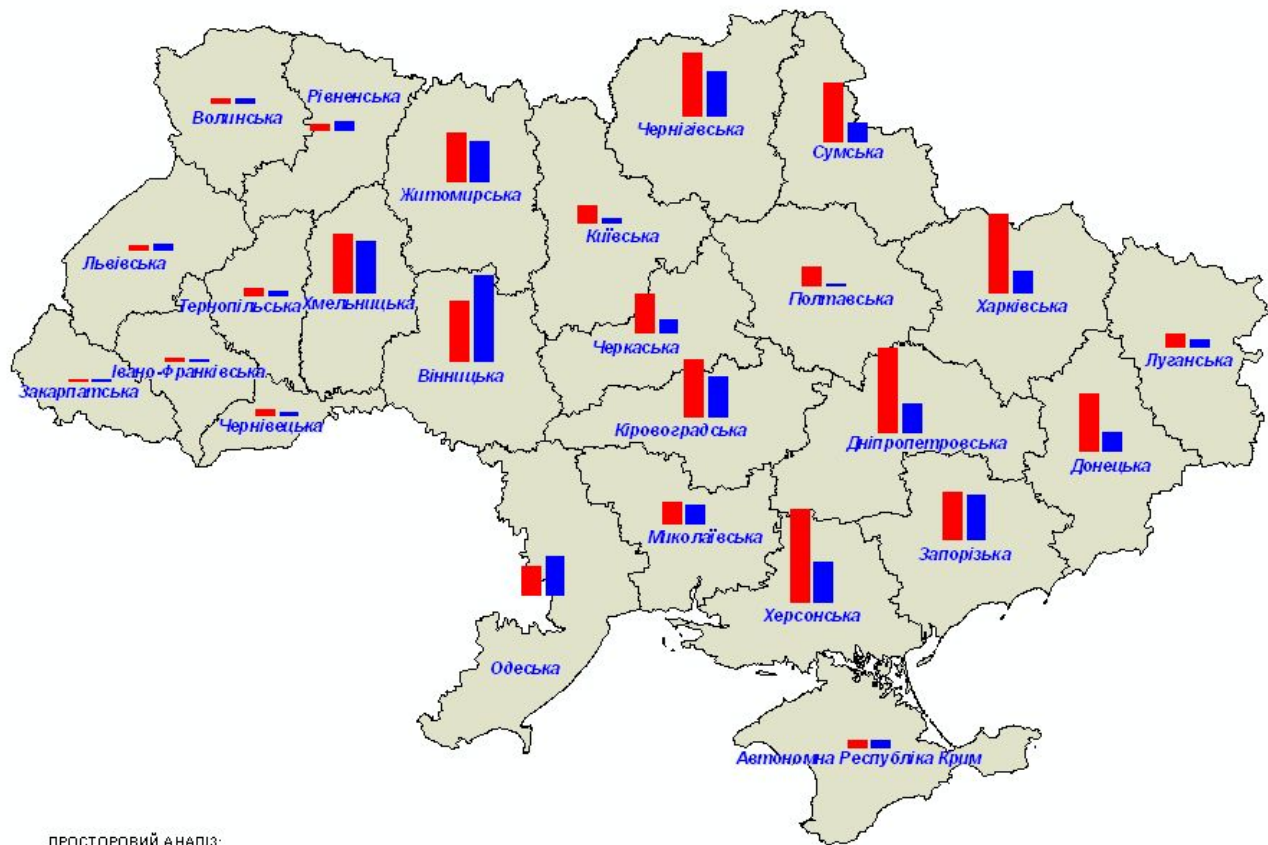 Волинська
Рівненська
Чернігівська
Сумська
Житомирська
Київська
Львівська
Тернопільська
Хмельницька
Полтавська
Харківська
Луганська
Вінницька
Черкаська
Івано-Франківська
Закарпатська
Чернівецька
Кіровоградська
Дніпропетровська
Донецька
Миколаївська
Запорізька
Херсонська
Одеська
Автономна Республіка Крим
ПРОСТОРОВИЙ АНАЛІЗ: